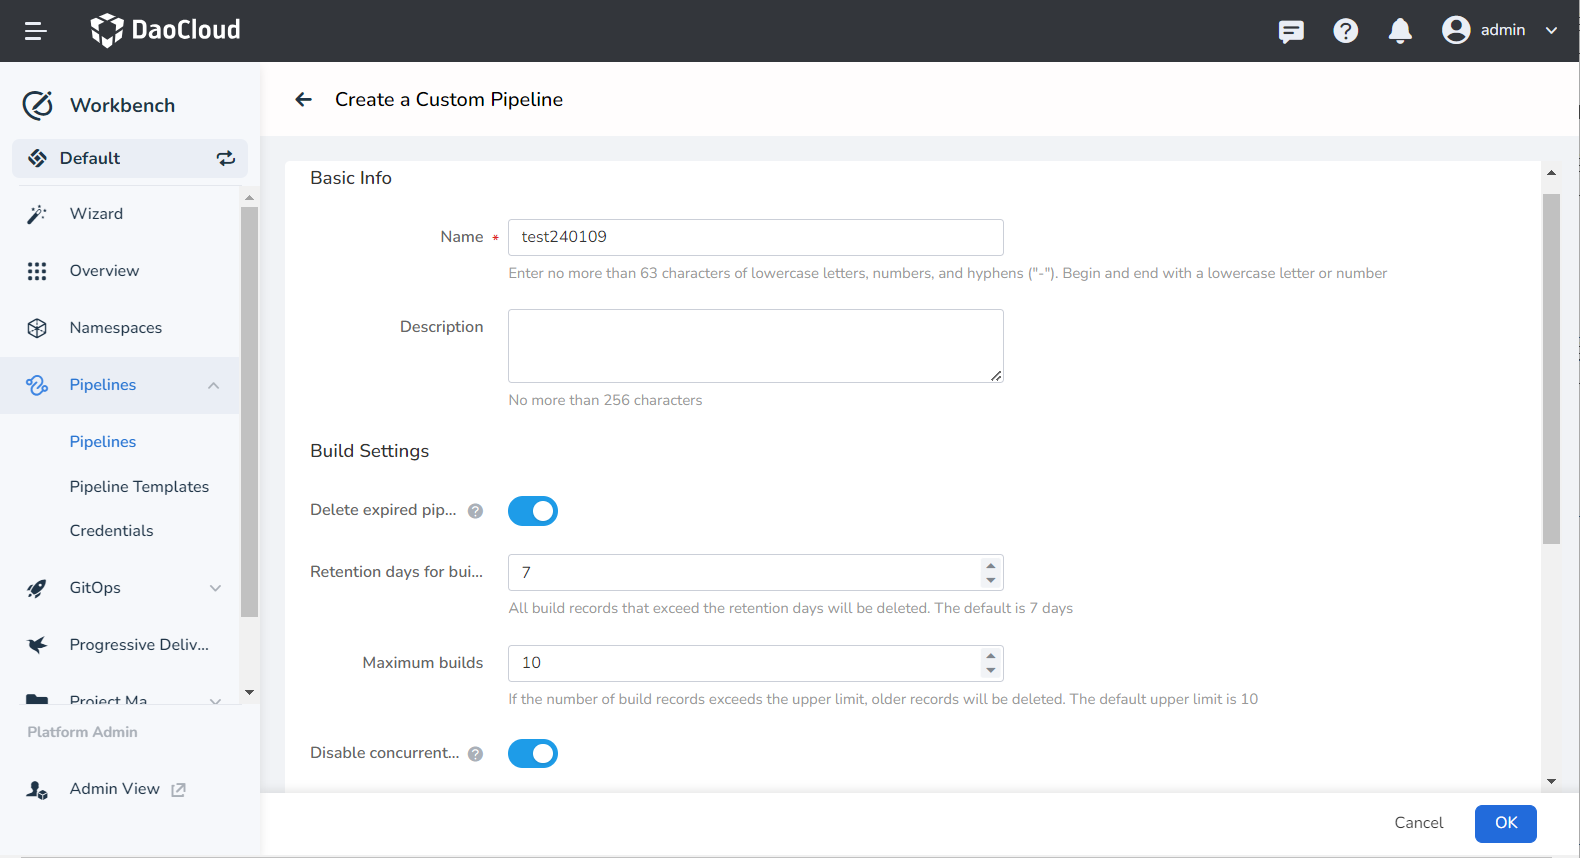 DaoCloud
admin
Workbench
Default
Wizard
Overview
Namespaces
Pipelines
Pipelines
Pipeline Templates
Credentials
GitOps
Progressive Deliv...
Project Ma
Platform Admin
Admin View
Create a Custom Pipeline
Basic Info
Name * test240109
Enter no more than 63 characters of lowercase letters, numbers, and hyphens ("-"). Begin and end with a lowercase letter or number
Description
No more than 256 characters
Build Settings
Delete expired pip... ?
Retention days for bui... 7
All build records that exceed the retention days will be deleted. The default is 7 days
Maximum builds 10
If the number of build records exceeds the upper limit, older records will be deleted. The default upper limit is 10
Disable concurrent... ?
Cancel OK